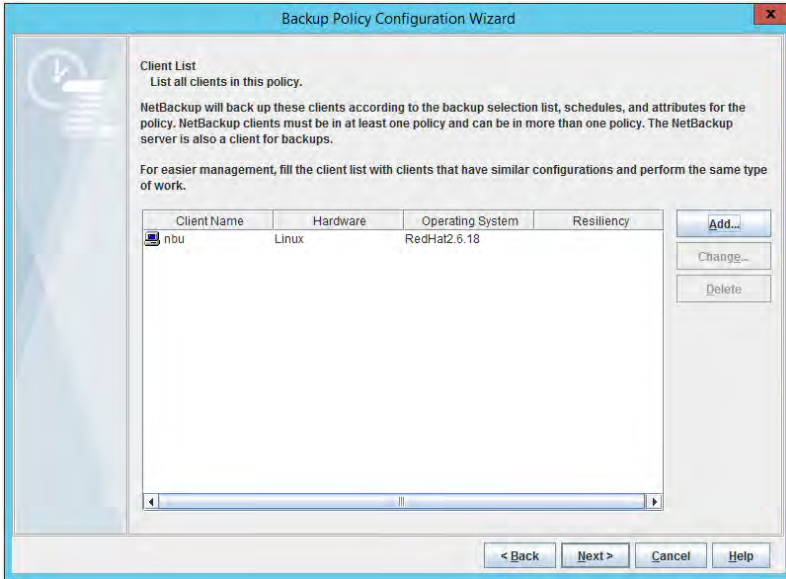 Backup Policy Configuration Wizard
x
Client List
List all clients in this policy.
NetBackup will back up these clients according to the backup selection list, schedules, and attributes for the
policy. NetBackup clients must be in at least one policy and can be in more than one policy. The NetBackup
server is also a client for backups.
For easier management, fill the client list with clients that have similar configurations and perform the same type
of work.
Client Name Hardware Operating System Resiliency
nbu Linux RedHat2.6.18
Add...
Change...
Delete
< Back Next > Cancel Help